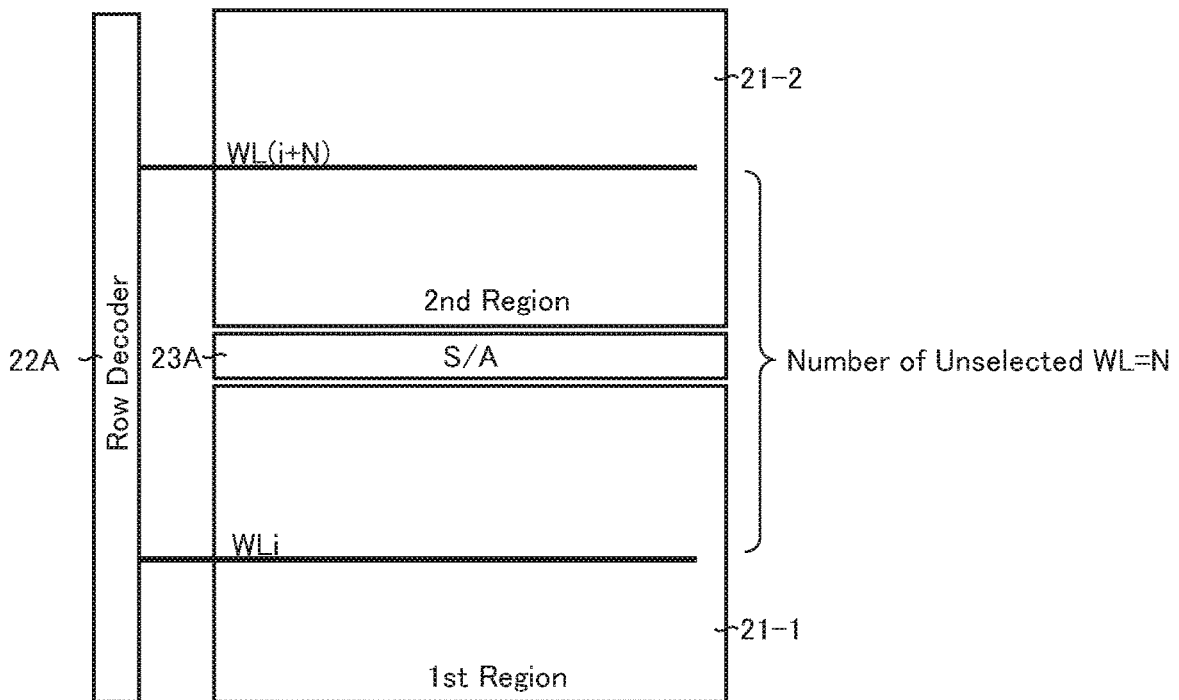 21-2
WL(i+N)
2nd Region
Row Decoder
22A
23A
S/A
Number of Unselected WL=N
WLi
21-1
1st Region